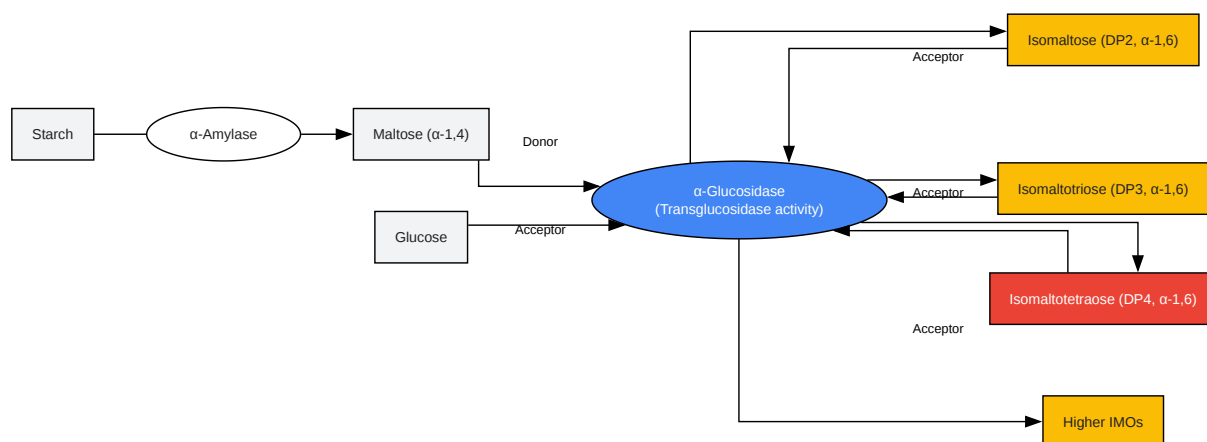 Isomaltose (DP2, α-1,6)
Acceptor
Starch
α-Amylase
Maltose (α-1,4)
Donor
α-Glucosidase
(Transglucosidase activity)
Isomaltotriose (DP3, α-1,6)
Acceptor
Glucose
Acceptor
Isomaltotetraose (DP4, α-1,6)
Acceptor
Higher IMOs